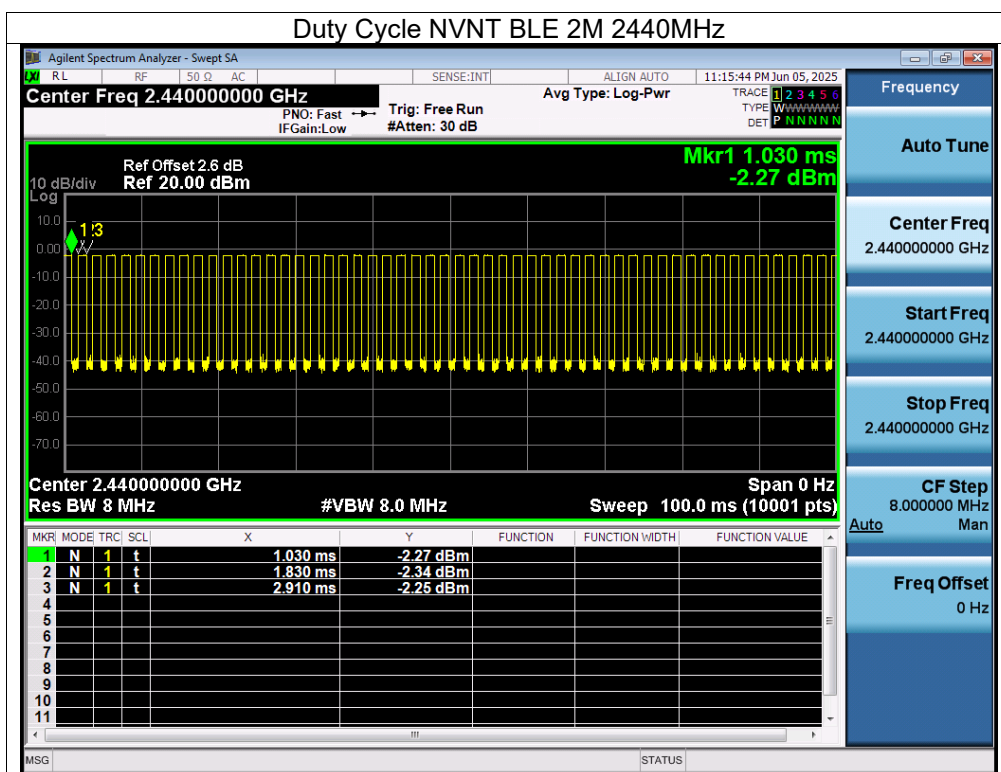 Duty Cycle NVNT BLE 2M 2440MHz
Agilent Spectrum Analyzer - Swept SA
LXI RL RF 50 Ω AC SENSE:INT ALIGN AUTO 11:15:44 PM Jun 05, 2025
Center Freq 2.440000000 GHz Avg Type: Log-Pwr TRACE 1 2 3 4 5 6
PNO: Fast Trig: Free Run TYPE WWWWWWW
IFGain:Low #Atten: 30 dB DET P N N N N N
Mkr1 1.030 ms
Ref Offset 2.6 dB
10 dB/div Ref 20.00 dBm -2.27 dBm
Log
10.0
1 2 3
0.00
-10.0
-20.0
-30.0
-40.0
-50.0
-60.0
-70.0
Center 2.440000000 GHz Span 0 Hz
Res BW 8 MHz #VBW 8.0 MHz Sweep 100.0 ms (10001 pts)
MKR MODE TRC SCL X Y FUNCTION FUNCTION WIDTH FUNCTION VALUE
1 N 1 t 1.030 ms -2.27 dBm
2 N 1 t 1.830 ms -2.34 dBm
3 N 1 t 2.910 ms -2.25 dBm
4
5
6
7
8
9
10
11
MSG STATUS
Frequency
Auto Tune
Center Freq
2.440000000 GHz
Start Freq
2.440000000 GHz
Stop Freq
2.440000000 GHz
CF Step
8.000000 MHz
Auto Man
Freq Offset
0 Hz